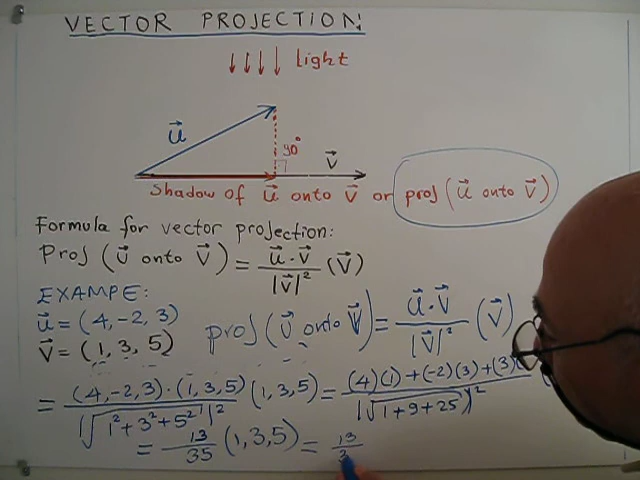 VECTOR PROJECTION:
↓↓↓↓ light
u⃗
90°
v⃗
Shadow of u⃗ onto v⃗ or proj (u⃗ onto v⃗)
Formula for vector projection:
Proj (u⃗ onto v⃗) = u⃗·v⃗ / |v⃗|² (v⃗)
EXAMPE:
u⃗ = (4,-2,3) proj (u⃗ onto v⃗) = u⃗·v⃗ / |v⃗|² (v⃗)
v⃗ = (1,3,5)
= (4,-2,3)·(1,3,5) / |√1²+3²+5²|² (1,3,5) = (4)(1)+(-2)(3)+(3)( / |√1+9+25|²
= 13/35 (1,3,5) = 13/3